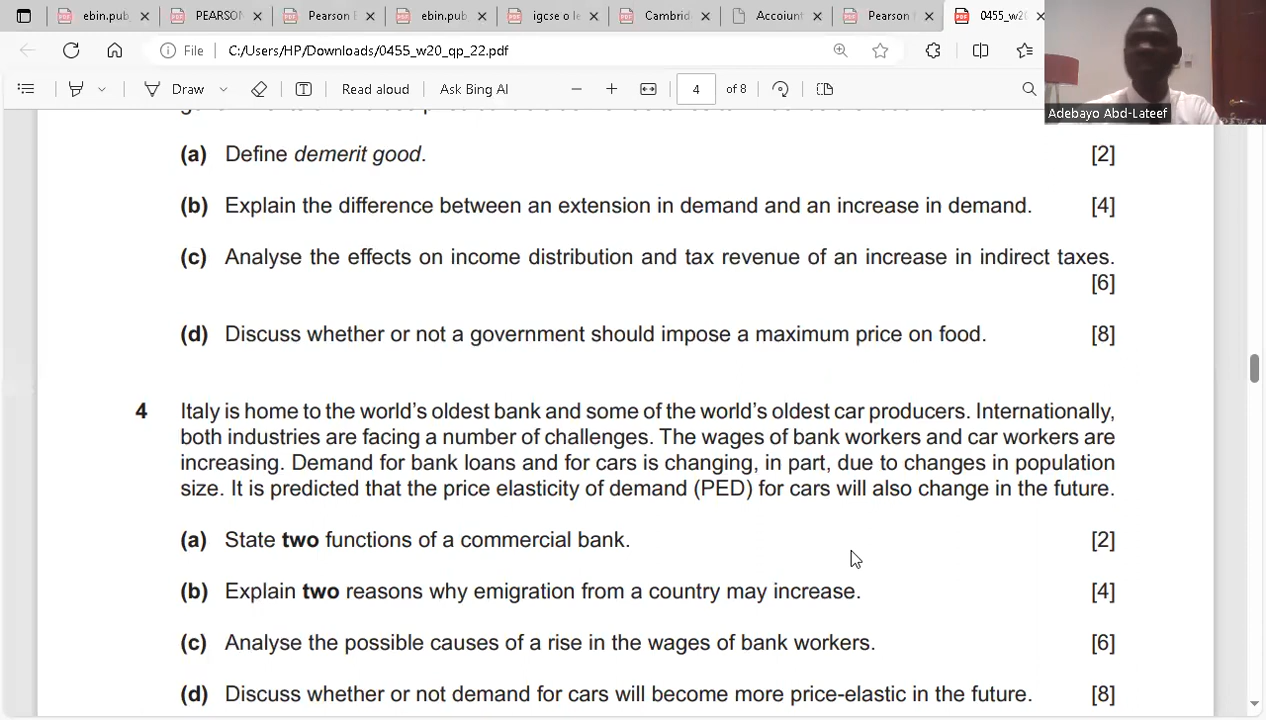 ebin.pub PEARSON Pearson E ebin.pub igcse o le Cambrid Accoiunt Pearson 0455_w20
File C:/Users/HP/Downloads/0455_w20_qp_22.pdf
Draw Read aloud Ask Bing AI 4 of 8
Adebayo Abd-Lateef
(a) Define demerit good. [2]
(b) Explain the difference between an extension in demand and an increase in demand. [4]
(c) Analyse the effects on income distribution and tax revenue of an increase in indirect taxes.
[6]
(d) Discuss whether or not a government should impose a maximum price on food. [8]
4 Italy is home to the world's oldest bank and some of the world's oldest car producers. Internationally,
both industries are facing a number of challenges. The wages of bank workers and car workers are
increasing. Demand for bank loans and for cars is changing, in part, due to changes in population
size. It is predicted that the price elasticity of demand (PED) for cars will also change in the future.
(a) State two functions of a commercial bank. [2]
(b) Explain two reasons why emigration from a country may increase. [4]
(c) Analyse the possible causes of a rise in the wages of bank workers. [6]
(d) Discuss whether or not demand for cars will become more price-elastic in the future. [8]